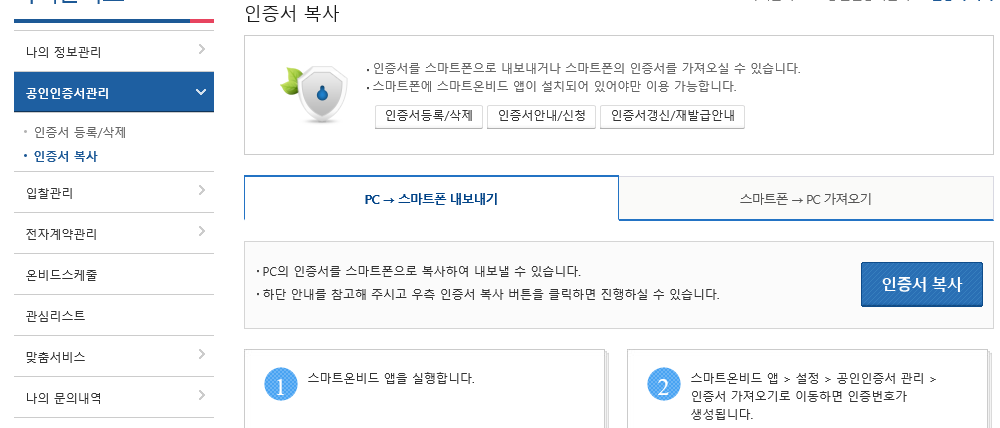 인증서 복사
나의 정보관리
공인인증서관리
인증서 등록/삭제
인증서 복사
입찰관리
전자계약관리
온비드스케줄
관심리스트
맞춤서비스
나의 문의내역
· 인증서를 스마트폰으로 내보내거나 스마트폰의 인증서를 가져오실 수 있습니다.
· 스마트폰에 스마트온비드 앱이 설치되어 있어야만 이용 가능합니다.
인증서등록/삭제 인증서안내/신청 인증서갱신/재발급안내
PC → 스마트폰 내보내기 스마트폰 → PC 가져오기
· PC의 인증서를 스마트폰으로 복사하여 내보낼 수 있습니다.
· 하단 안내를 참고해 주시고 우측 인증서 복사 버튼을 클릭하면 진행하실 수 있습니다.
인증서 복사
1 스마트온비드 앱을 실행합니다.
2 스마트온비드 앱 > 설정 > 공인인증서 관리 >
인증서 가져오기로 이동하면 인증번호가
생성됩니다.